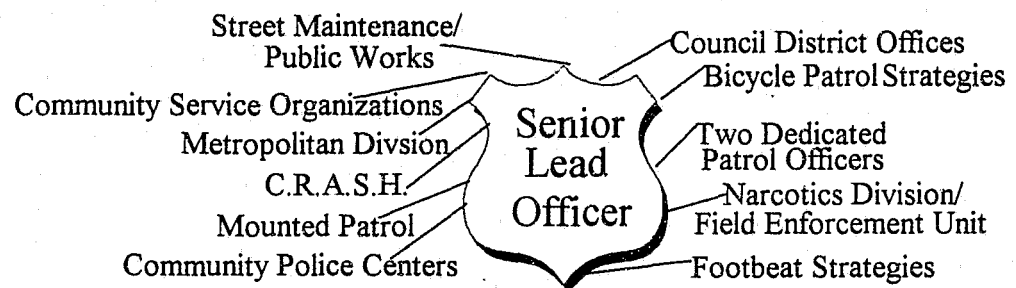 Street Maintenance/
Public Works
Community Service Organizations
Metropolitan Divsion
C.R.A.S.H.
Mounted Patrol
Community Police Centers
Senior
Lead
Officer
Council District Offices
Bicycle Patrol Strategies
Two Dedicated
Patrol Officers
Narcotics Division/
Field Enforcement Unit
Footbeat Strategies